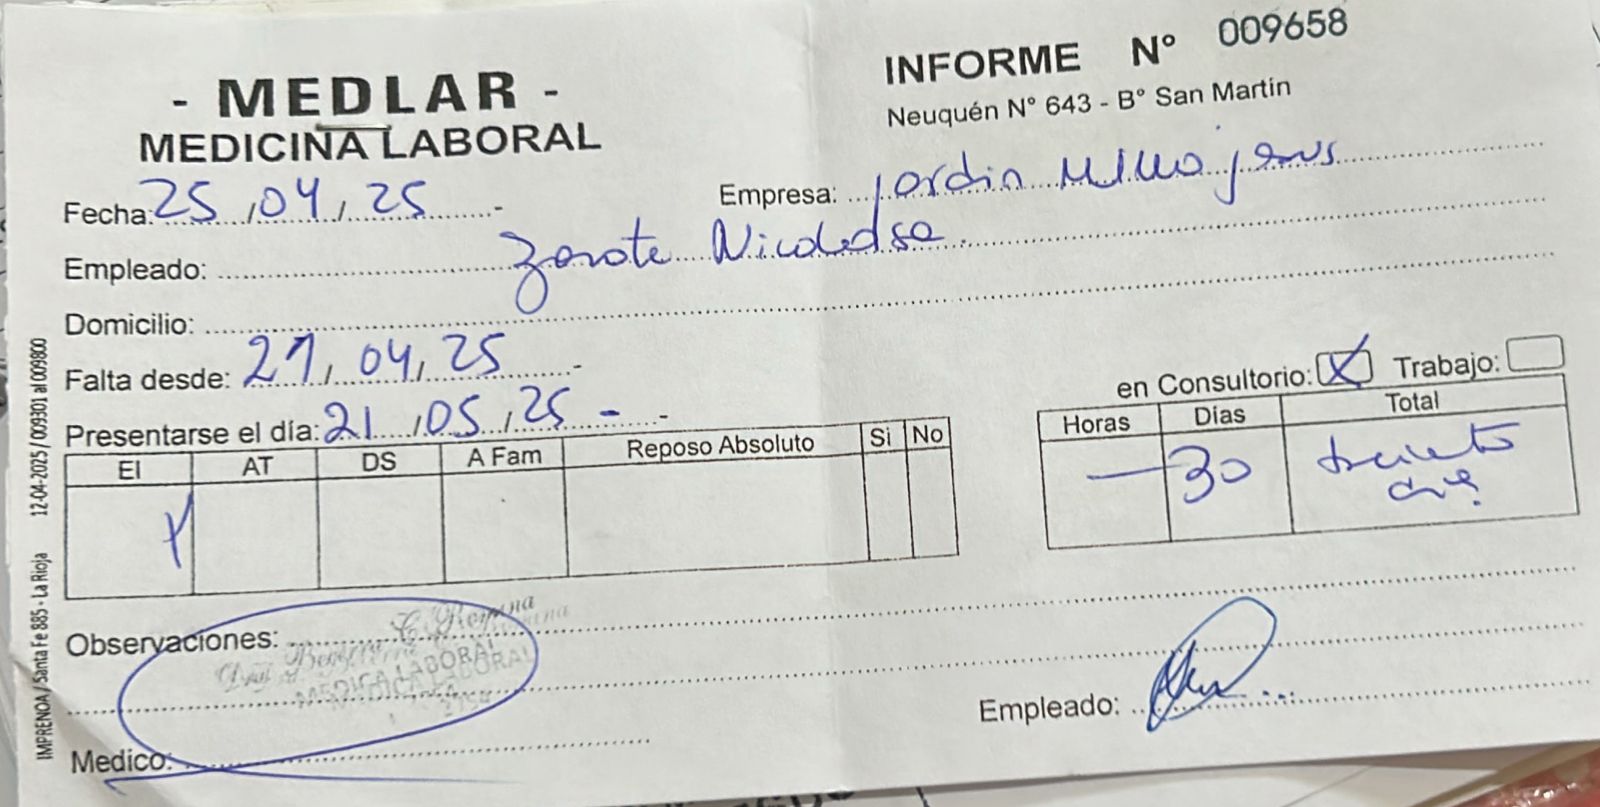 - MEDLAR -
MEDICINA LABORAL
INFORME N° 009658
Neuquén N° 643 - B° San Martín
Fecha: 25/04/25
Empresa: Jardin
Empleado: Zarate
Domicilio:
Falta desde: 21/04/25
en Consultorio: X Trabajo:
Presentarse el día: 21/05/25 -
EI AT DS A Fam Reposo Absoluto Si No
Horas Días Total
— 30 treinta
Observaciones:
MEDICA LABORAL
Empleado:
Medico:
IMPRENOA / Santa Fe 885 - La Rioja 12-04-2025 / 009301 al 009800